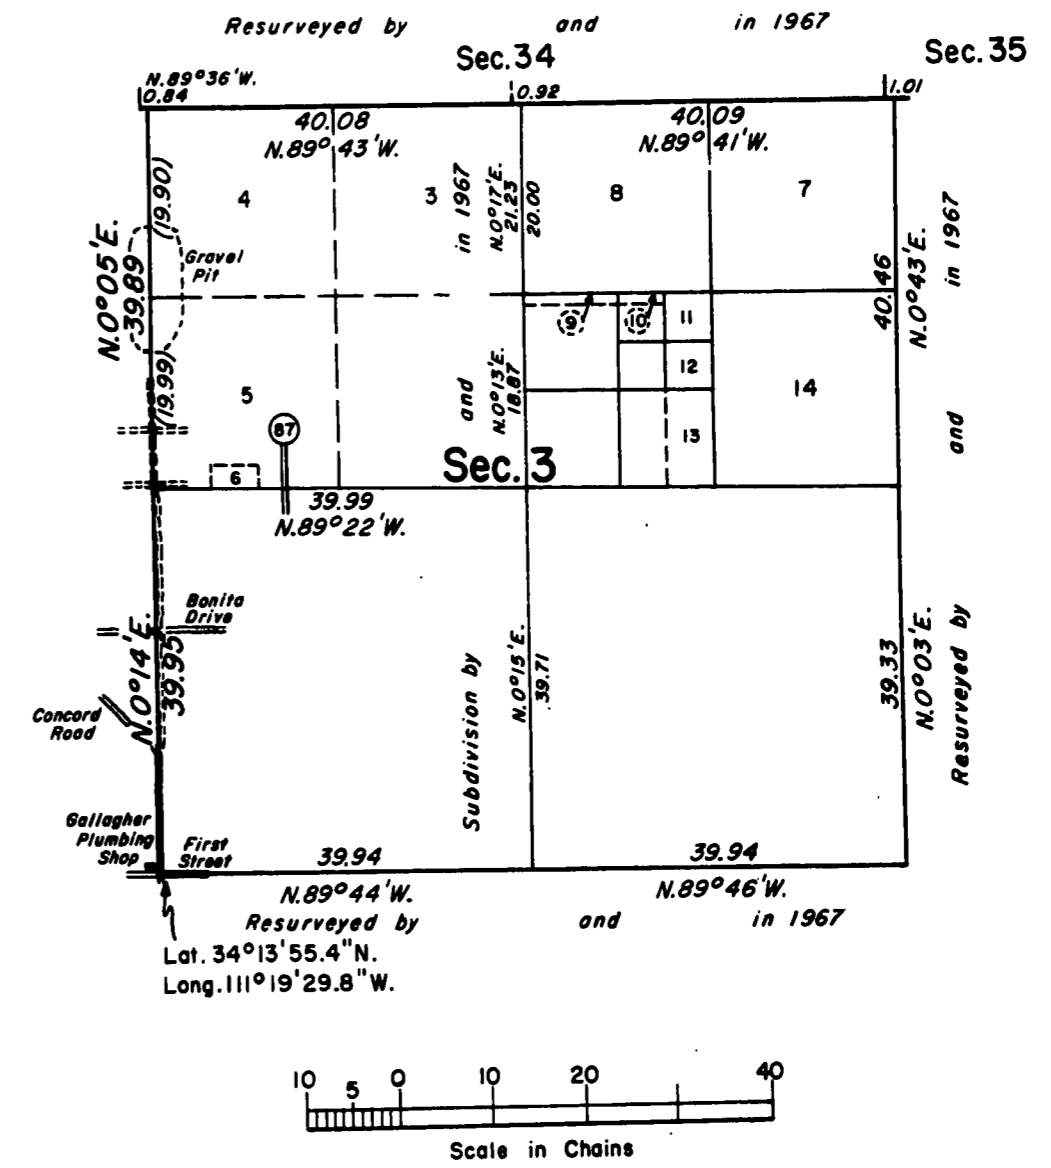 Resurveyed by and in 1967
Sec. 34
Sec. 35
N.89°36'W.
0.84
0.92
1.01
40.08
N.89°43'W.
40.09
N.89°41'W.
(19.90)
4
3
in 1967
N.0°17'E.
21.23
20.00
8
7
N.0°05'E.
39.89
Gravel
Pit
40.46
N.0°43'E.
in 1967
9
10
11
12
(19.99)
5
and
N.0°13'E.
18.87
14
and
87
13
6
Sec. 3
39.99
N.89°22'W.
Bonita
Drive
N.0°14'E.
39.95
Concord
Road
Subdivision by
N.0°15'E.
39.71
39.33
N.0°03'E.
Resurveyed by
Gallagher
Plumbing
Shop
First
Street
39.94
N.89°44'W.
39.94
N.89°46'W.
Resurveyed by and in 1967
Lat. 34°13'55.4"N.
Long. 111°19'29.8"W.
10 5 0 10 20 40
Scale in Chains